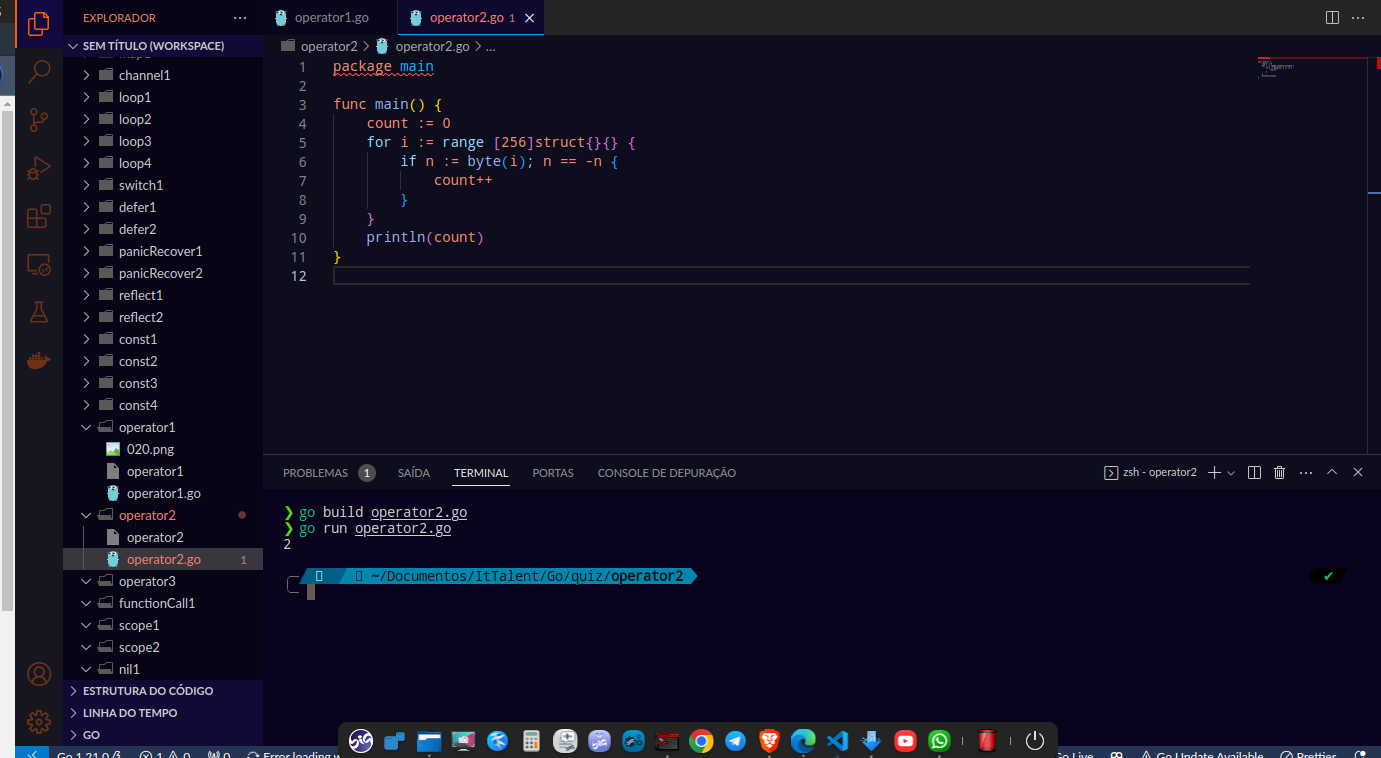 EXPLORADOR ...
operator1.go
operator2.go 1
SEM TÍTULO (WORKSPACE)
operator2 > operator2.go > ...
channel1
loop1
loop2
loop3
loop4
switch1
defer1
defer2
panicRecover1
panicRecover2
reflect1
reflect2
const1
const2
const3
const4
operator1
020.png
operator1
operator1.go
operator2
operator2
operator2.go 1
operator3
functionCall1
scope1
scope2
nil1
ESTRUTURA DO CÓDIGO
LINHA DO TEMPO
GO
1 package main
2
3 func main() {
4 count := 0
5 for i := range [256]struct{}{} {
6 if n := byte(i); n == -n {
7 count++
8 }
9 }
10 println(count)
11 }
12
PROBLEMAS 1 SAÍDA TERMINAL PORTAS CONSOLE DE DEPURAÇÃO
zsh - operator2
❯ go build operator2.go
❯ go run operator2.go
2
~/Documentos/ItTalent/Go/quiz/operator2
Go 1.21.0 1 0 0 Error loading Go Live Go Update Available Prettier